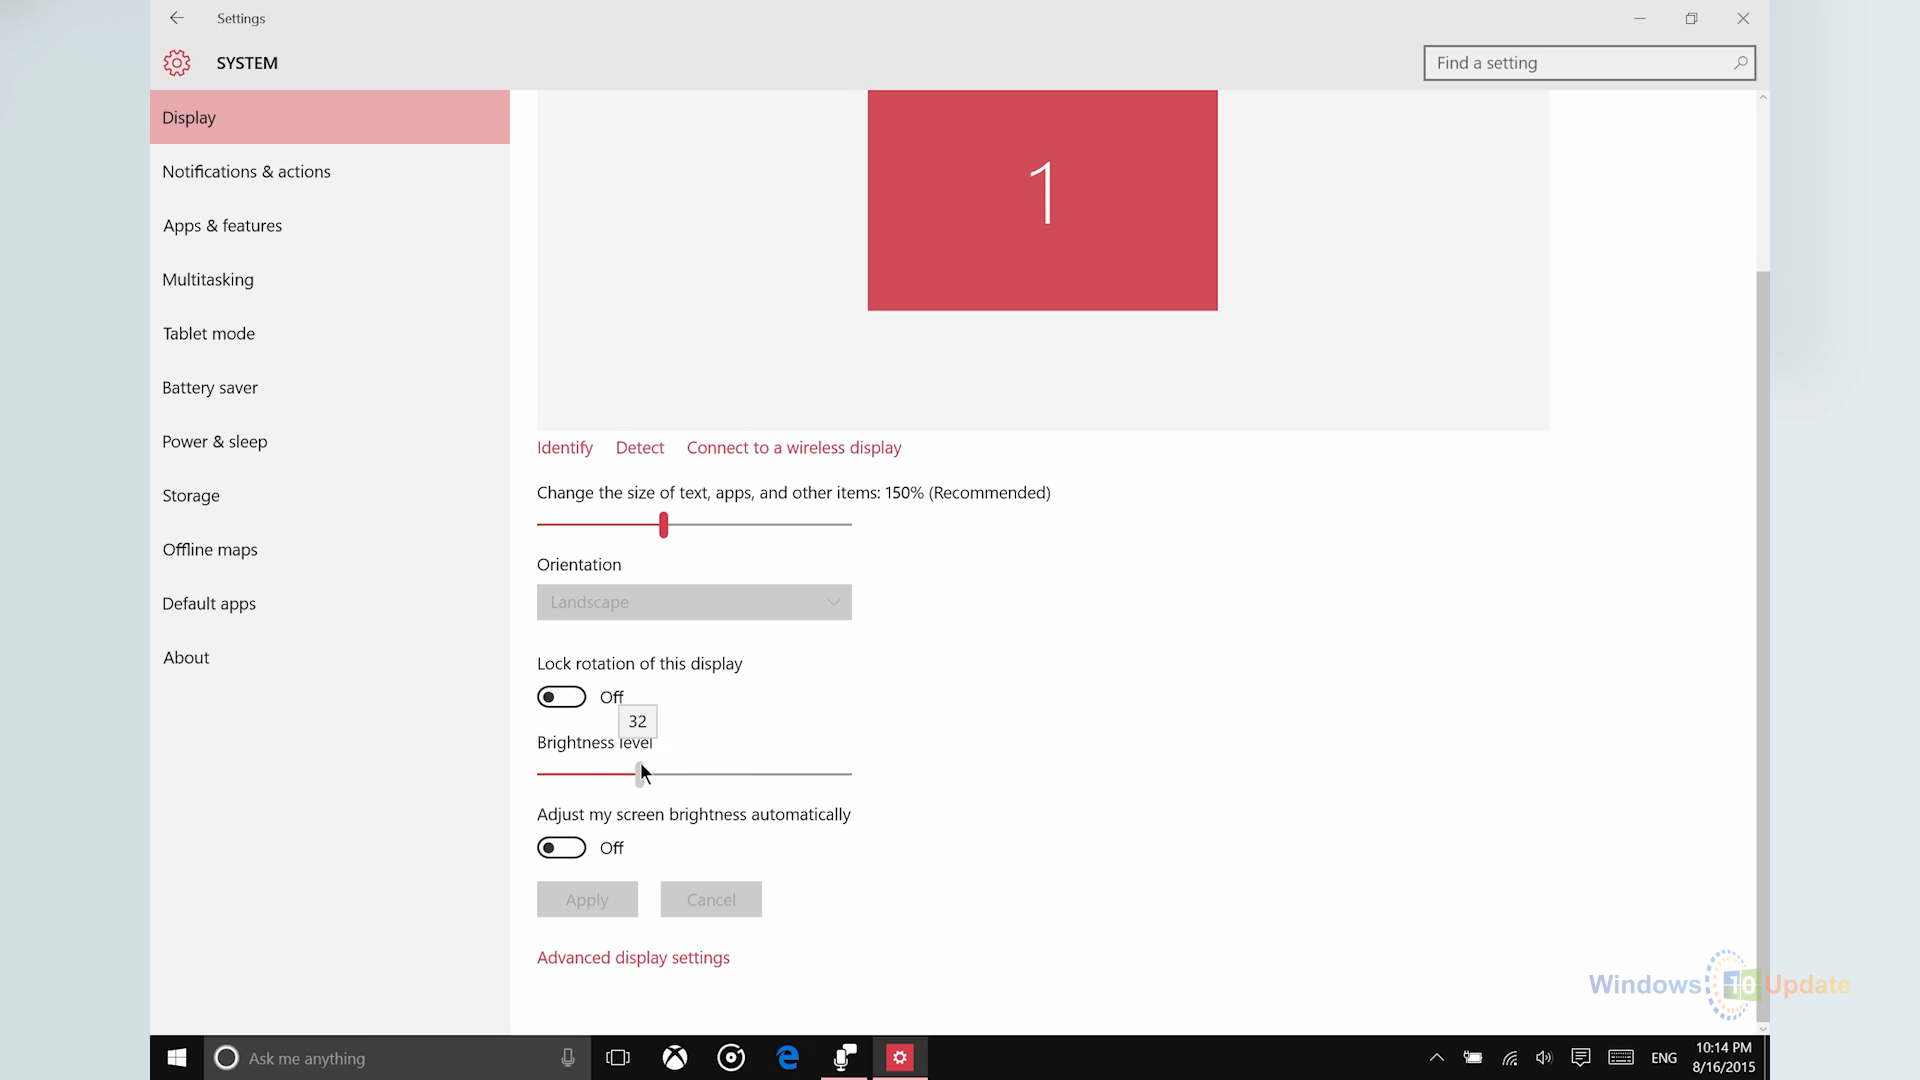 Settings
SYSTEM
Find a setting
Display
Notifications & actions
Apps & features
Multitasking
Tablet mode
Battery saver
Power & sleep
Storage
Offline maps
Default apps
About
1
Identify Detect Connect to a wireless display
Change the size of text, apps, and other items: 150% (Recommended)
Orientation
Landscape
Lock rotation of this display
Off
32
Brightness level
Adjust my screen brightness automatically
Off
Apply Cancel
Advanced display settings
Windows 10 Update
Ask me anything
ENG
10:14 PM
8/16/2015